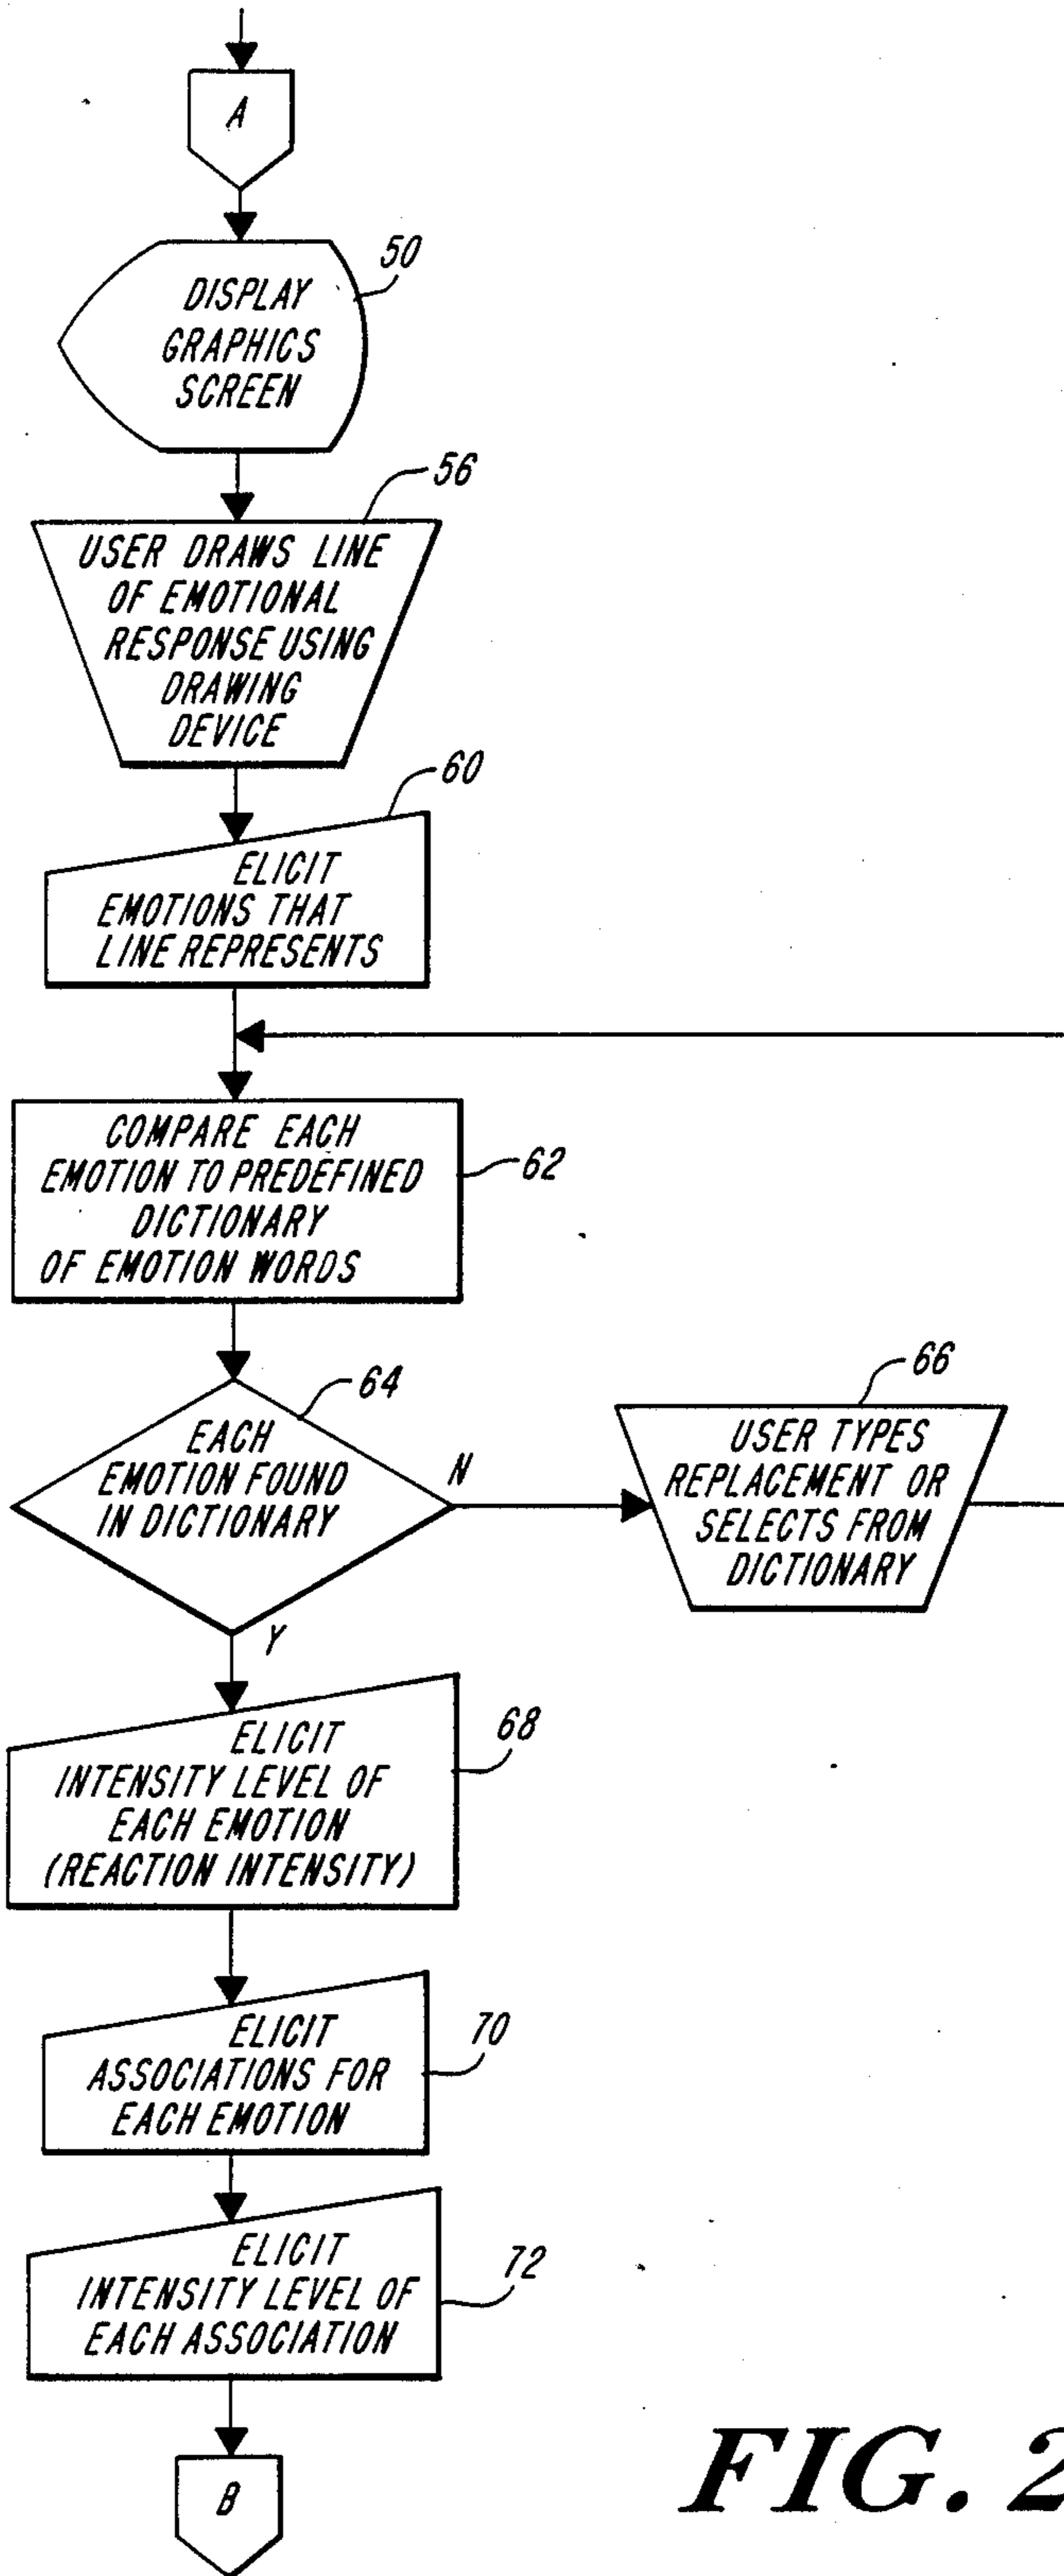 A
50
DISPLAY
GRAPHICS
SCREEN
56
USER DRAWS LINE
OF EMOTIONAL
RESPONSE USING
DRAWING
DEVICE
60
ELICIT
EMOTIONS THAT
LINE REPRESENTS
COMPARE EACH
EMOTION TO PREDEFINED
DICTIONARY
OF EMOTION WORDS
62
64
EACH
EMOTION FOUND
IN DICTIONARY
N
Y
66
USER TYPES
REPLACEMENT OR
SELECTS FROM
DICTIONARY
68
ELICIT
INTENSITY LEVEL OF
EACH EMOTION
(REACTION INTENSITY)
70
ELICIT
ASSOCIATIONS FOR
EACH EMOTION
72
ELICIT
INTENSITY LEVEL OF
EACH ASSOCIATION
B
FIG. 2